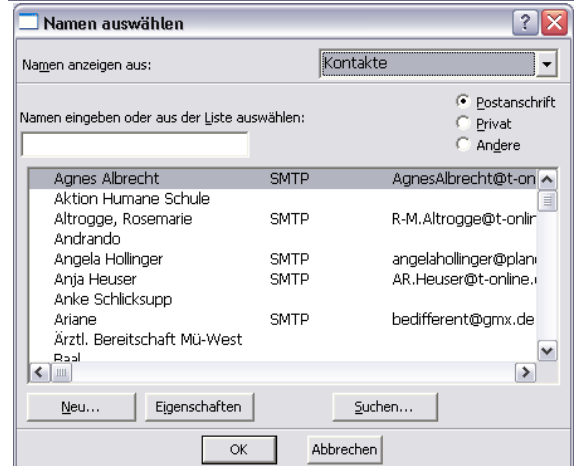 Namen auswählen
Namen anzeigen aus: Kontakte
Postanschrift
Namen eingeben oder aus der Liste auswählen:
Privat
Andere
Agnes Albrecht SMTP AgnesAlbrecht@t-on
Aktion Humane Schule
Altrogge, Rosemarie SMTP R-M.Altrogge@t-onlin
Andrando
Angela Hollinger SMTP angelahollinger@plan
Anja Heuser SMTP AR.Heuser@t-online.
Anke Schlicksupp
Ariane SMTP bedifferent@gmx.de
Ärztl. Bereitschaft Mü-West
Baal
Neu... Eigenschaften Suchen...
OK Abbrechen